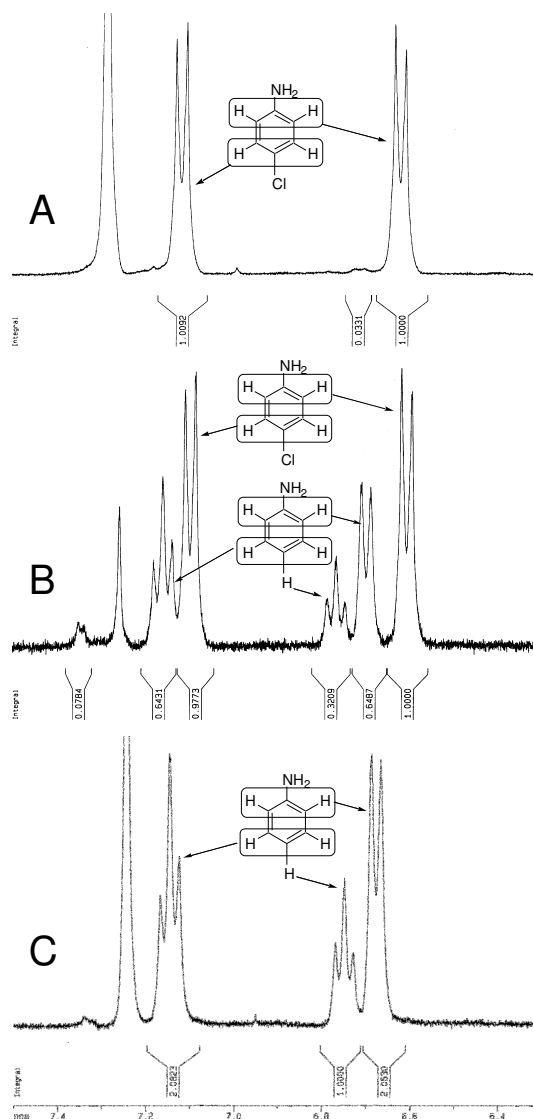 NH2
H H
H H
Cl
A
Integral
1.0092
0.0331
1.0000
NH2
H H
H H
Cl
NH2
H H
H H
H
B
Integral
0.0784
0.6431
0.9773
0.3209
0.6487
1.0000
NH2
H H
H H
H
C
Integral
2.0823
1.0000
2.0530
ppm 7.4 7.2 7.0 6.8 6.6 6.4